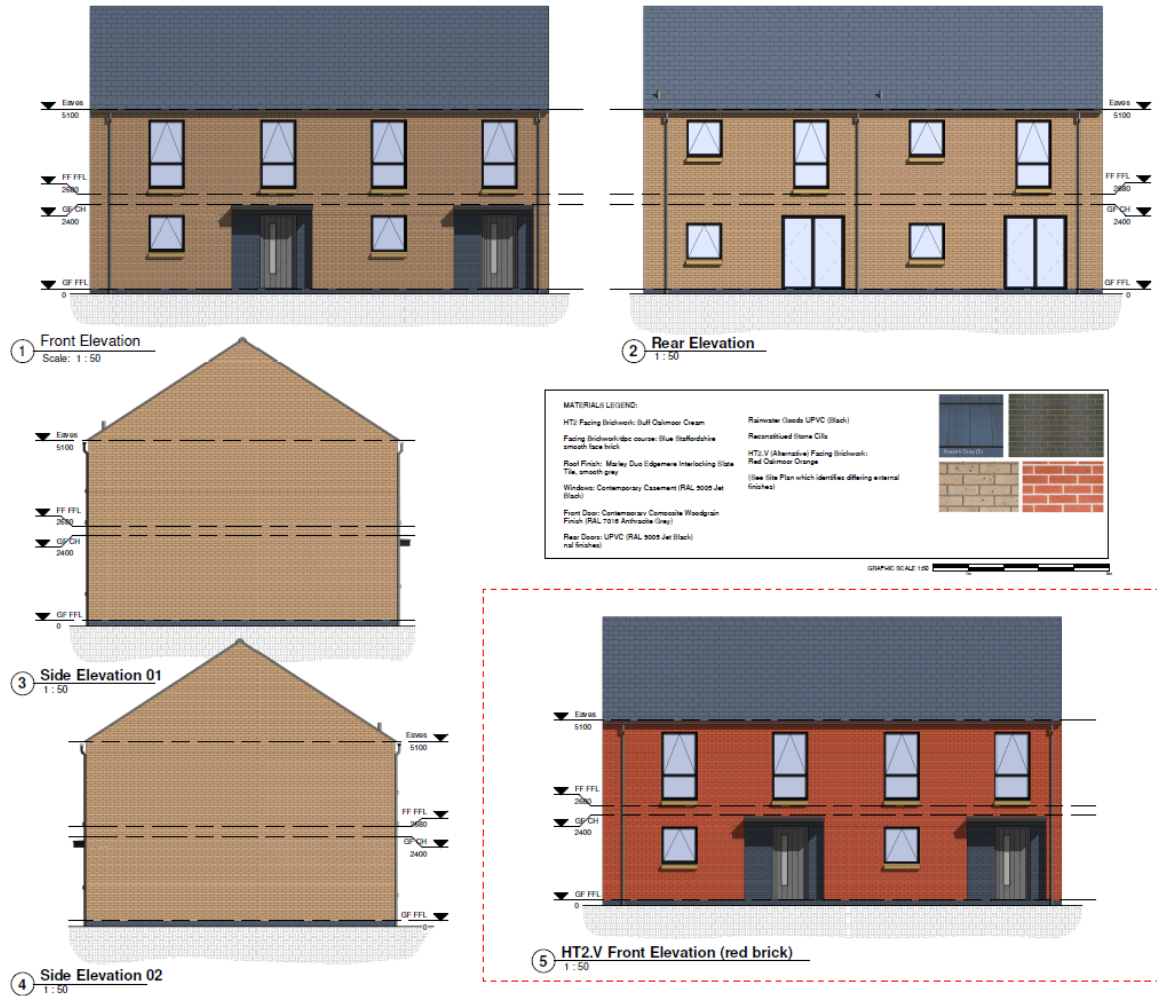 Eaves
5100
FF FFL
2680
GF CH
2400
GF FFL
0
1
Front Elevation
Scale: 1 : 50
Eaves
5100
FF FFL
2680
GF CH
2400
GF FFL
0
2
Rear Elevation
1 : 50
Eaves
5100
FF FFL
2680
GF CH
2400
GF FFL
0
3
Side Elevation 01
1 : 50
MATERIALS LEGEND:
HT2 Facing Brickwork: Buff Oakmoor Cream
Facing Brickwork/dpc course: Blue Staffordshire
smooth face brick
Roof Finish: Marley Duo Edgemere Interlocking Slate
Tile, smooth grey
Windows: Contemporary Casement (RAL 9005 Jet
Black)
Front Door: Contemporary Composite Woodgrain
Finish (RAL 7016 Anthracite Grey)
Rear Doors: UPVC (RAL 9005 Jet Black)
nal finishes)
Rainwater Goods UPVC (Black)
Reconstitued Stone Cills
HT2.V (Alternative) Facing Brickwork:
Red Oakmoor Orange
(See Site Plan which identifies differing external
finishes)
Smooth Grey
GRAPHIC SCALE 1:50
Eaves
5100
FF FFL
2680
GF CH
2400
GF FFL
0
4
Side Elevation 02
1 : 50
Eaves
5100
FF FFL
2680
GF CH
2400
GF FFL
0
5
HT2.V Front Elevation (red brick)
1 : 50